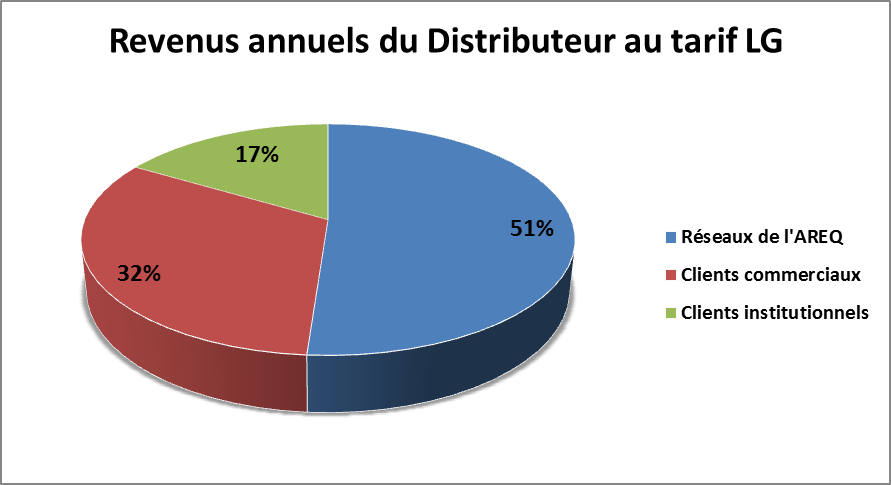 Revenus annuels du Distributeur au tarif LG
17%
51%
32%
Réseaux de l'AREQ
Clients commerciaux
Clients institutionnels